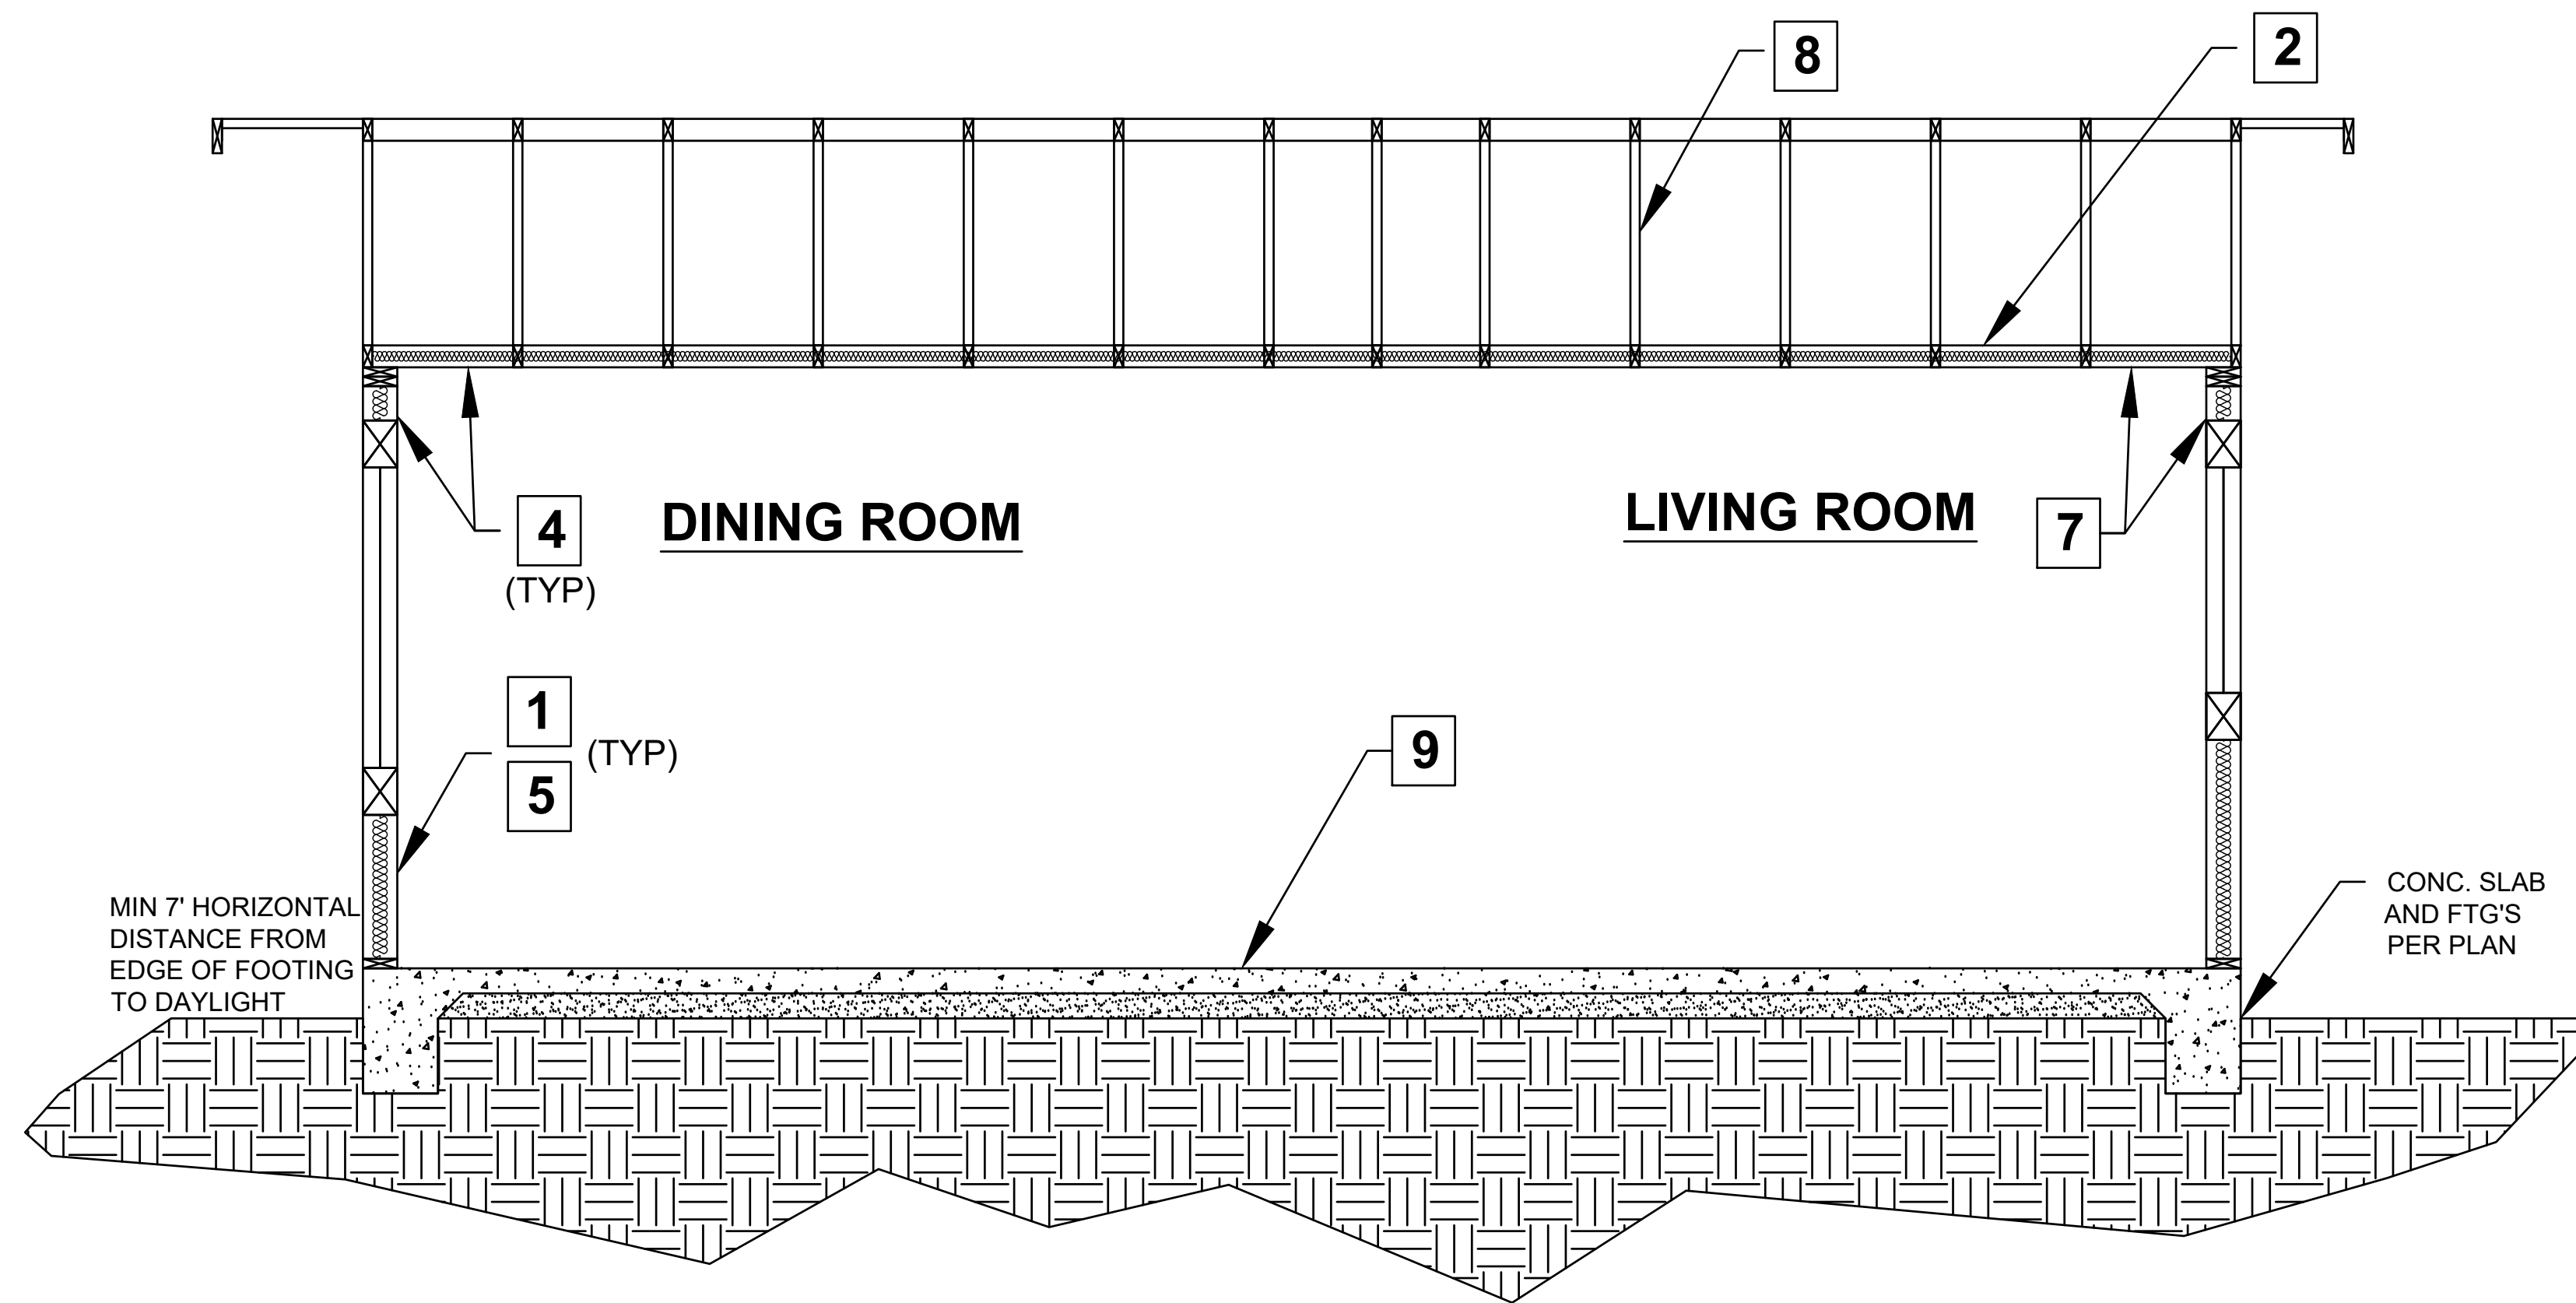 8
2
4
(TYP)
DINING ROOM
LIVING ROOM
7
1
(TYP)
5
9
MIN 7' HORIZONTAL
DISTANCE FROM
EDGE OF FOOTING
TO DAYLIGHT
CONC. SLAB
AND FTG'S
PER PLAN